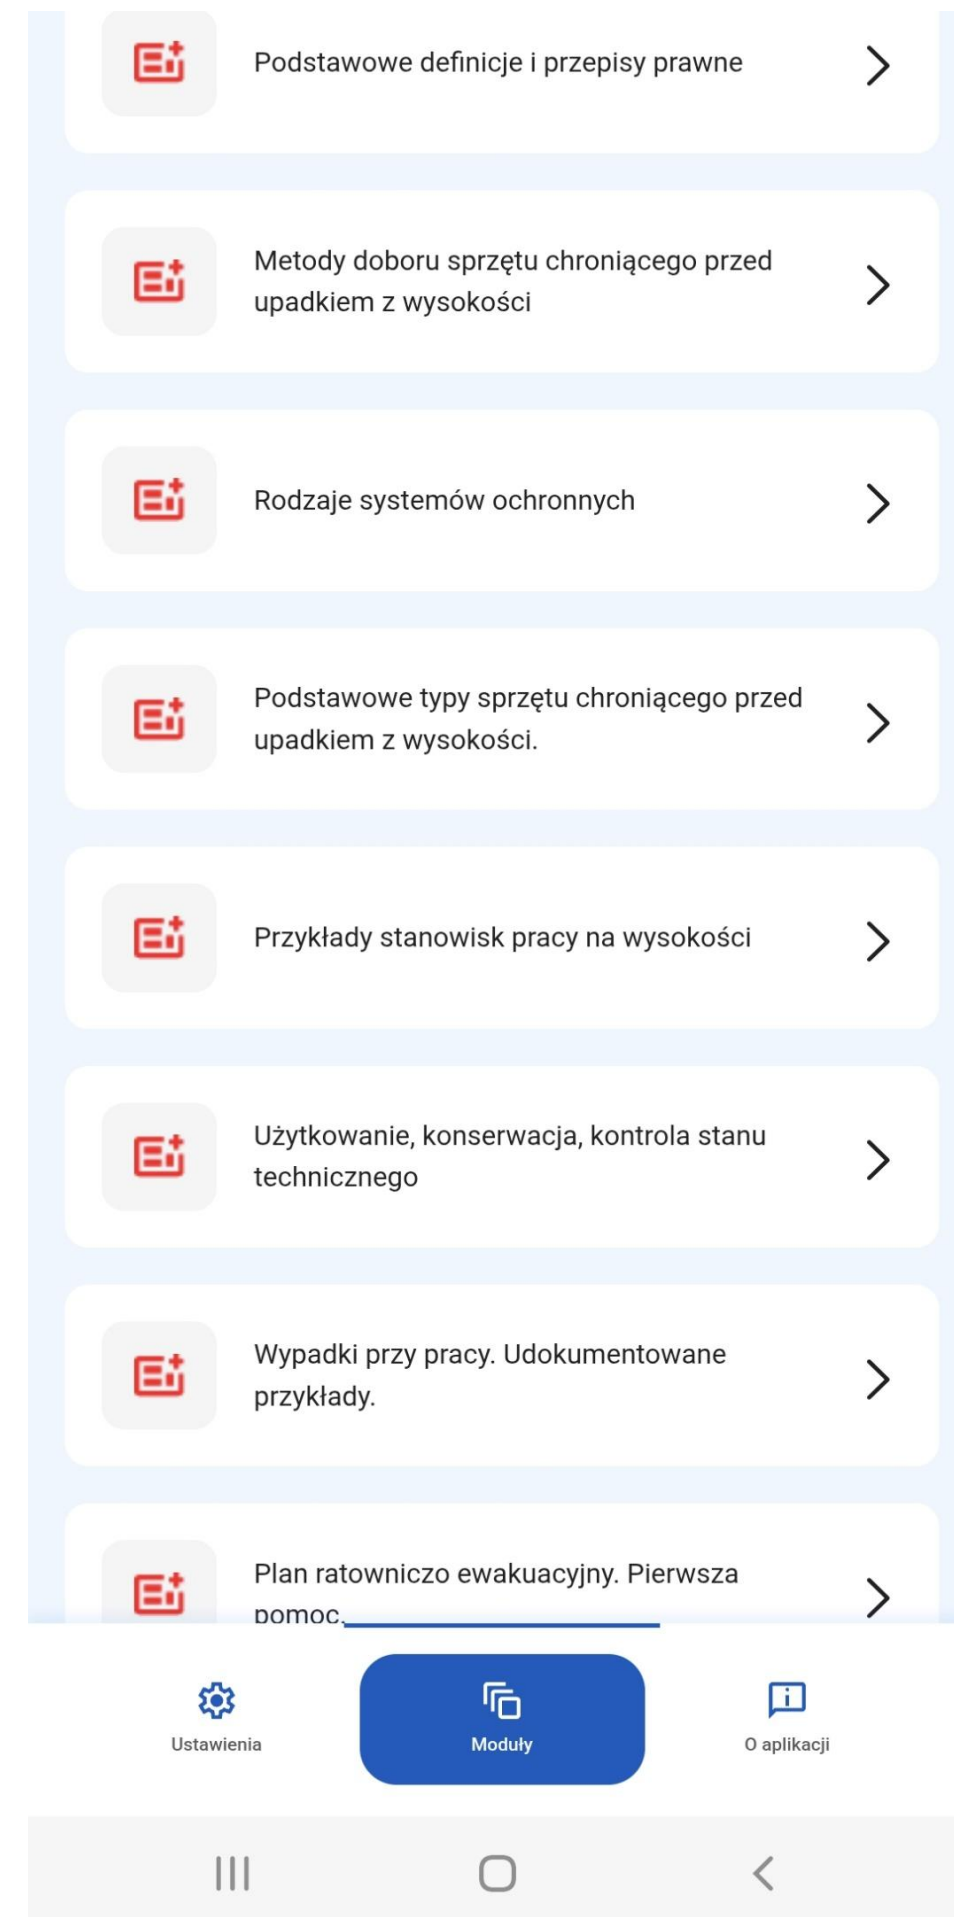 Podstawowe definicje i przepisy prawne
Metody doboru sprzętu chroniącego przed
upadkiem z wysokości
Rodzaje systemów ochronnych
Podstawowe typy sprzętu chroniącego przed
upadkiem z wysokości.
Przykłady stanowisk pracy na wysokości
Użytkowanie, konserwacja, kontrola stanu
technicznego
Wypadki przy pracy. Udokumentowane
przykłady.
Plan ratowniczo ewakuacyjny. Pierwsza
pomoc.
Ustawienia
Moduły
O aplikacji